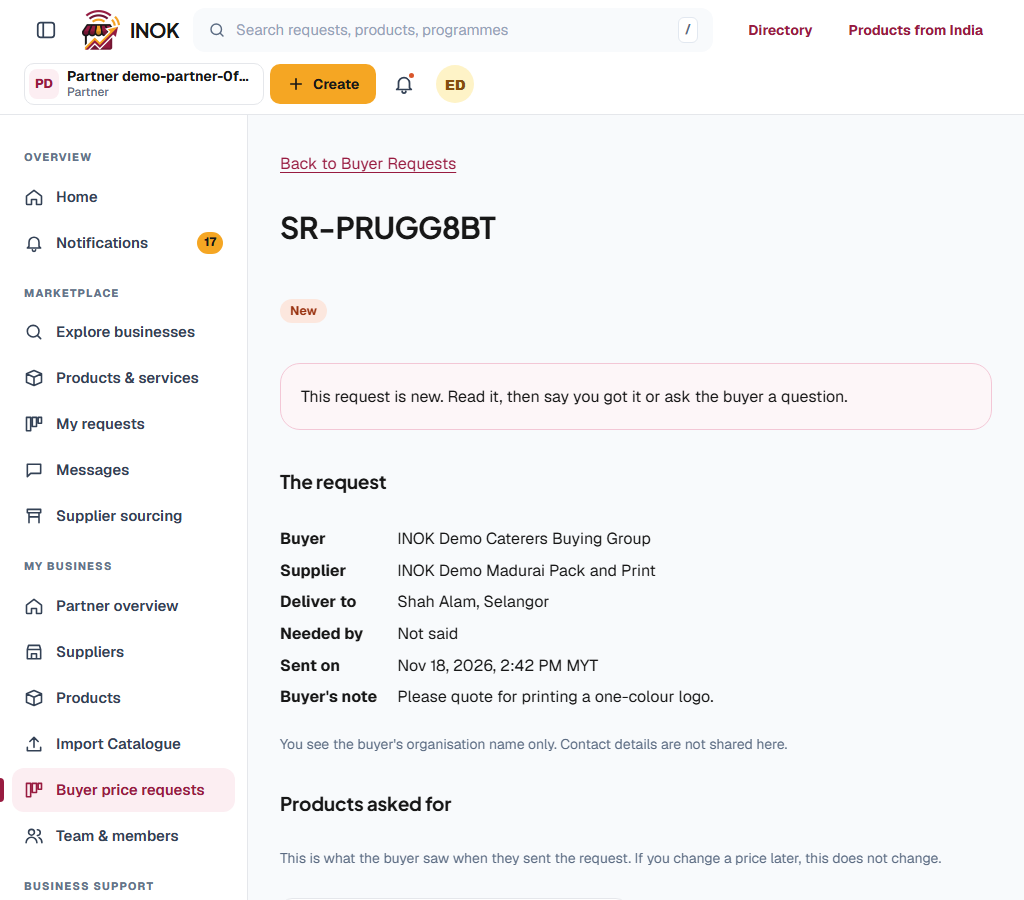 INOK
Search requests, products, programmes
/
Directory
Products from India
PD
Partner demo-partner-0f...
Partner
Create
ED
OVERVIEW
Home
Notifications
17
MARKETPLACE
Explore businesses
Products & services
My requests
Messages
Supplier sourcing
MY BUSINESS
Partner overview
Suppliers
Products
Import Catalogue
Buyer price requests
Team & members
BUSINESS SUPPORT
Back to Buyer Requests
SR-PRUGG8BT
New
This request is new. Read it, then say you got it or ask the buyer a question.
The request
Buyer INOK Demo Caterers Buying Group
Supplier INOK Demo Madurai Pack and Print
Deliver to Shah Alam, Selangor
Needed by Not said
Sent on Nov 18, 2026, 2:42 PM MYT
Buyer's note Please quote for printing a one-colour logo.
You see the buyer's organisation name only. Contact details are not shared here.
Products asked for
This is what the buyer saw when they sent the request. If you change a price later, this does not change.